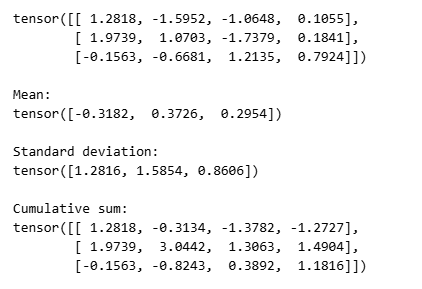 tensor([[ 1.2818, -1.5952, -1.0648,  0.1055],
        [ 1.9739,  1.0703, -1.7379,  0.1841],
        [-0.1563, -0.6681,  1.2135,  0.7924]])

Mean:
tensor([-0.3182,  0.3726,  0.2954])

Standard deviation:
tensor([1.2816, 1.5854, 0.8606])

Cumulative sum:
tensor([[ 1.2818, -0.3134, -1.3782, -1.2727],
        [ 1.9739,  3.0442,  1.3063,  1.4904],
        [-0.1563, -0.8243,  0.3892,  1.1816]])